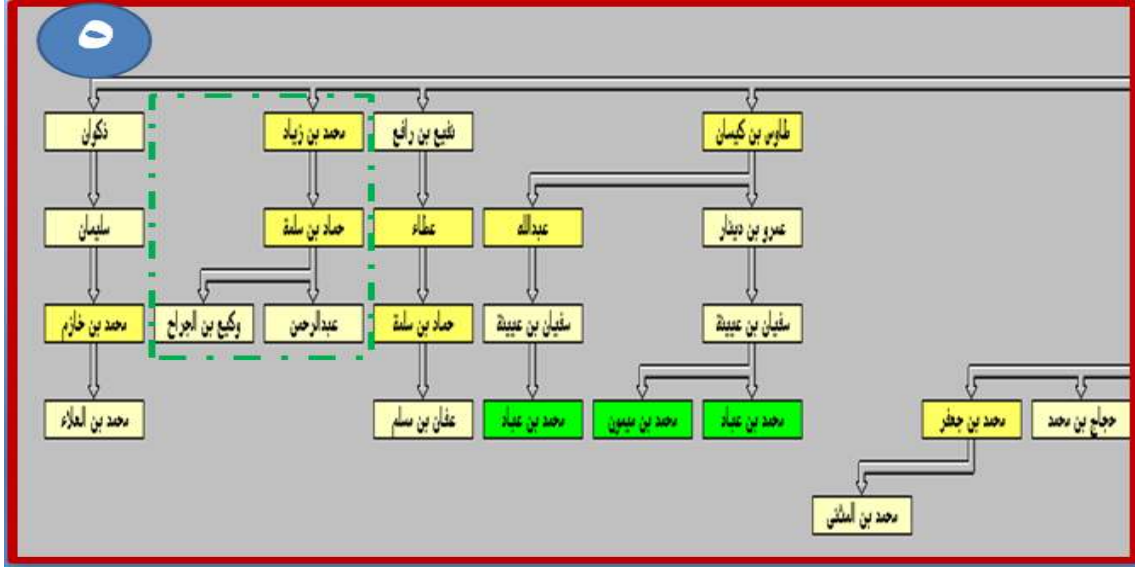 ٥
طاوس بن كيسان
نفيع بن رافع
محمد بن زياد
ذكوان
عمرو بن دينار
عبدالله
عطاء
حماد بن سلمة
سليمان
سفيان بن عيينة
سفيان بن عيينة
حماد بن سلمة
عبدالرحمن
وكيع بن الجراح
محمد بن خازم
حجاج بن محمد
محمد بن جعفر
محمد بن عباد
محمد بن ميمون
محمد بن عباد
عفان بن مسلم
محمد بن العلاء
محمد بن المثنى